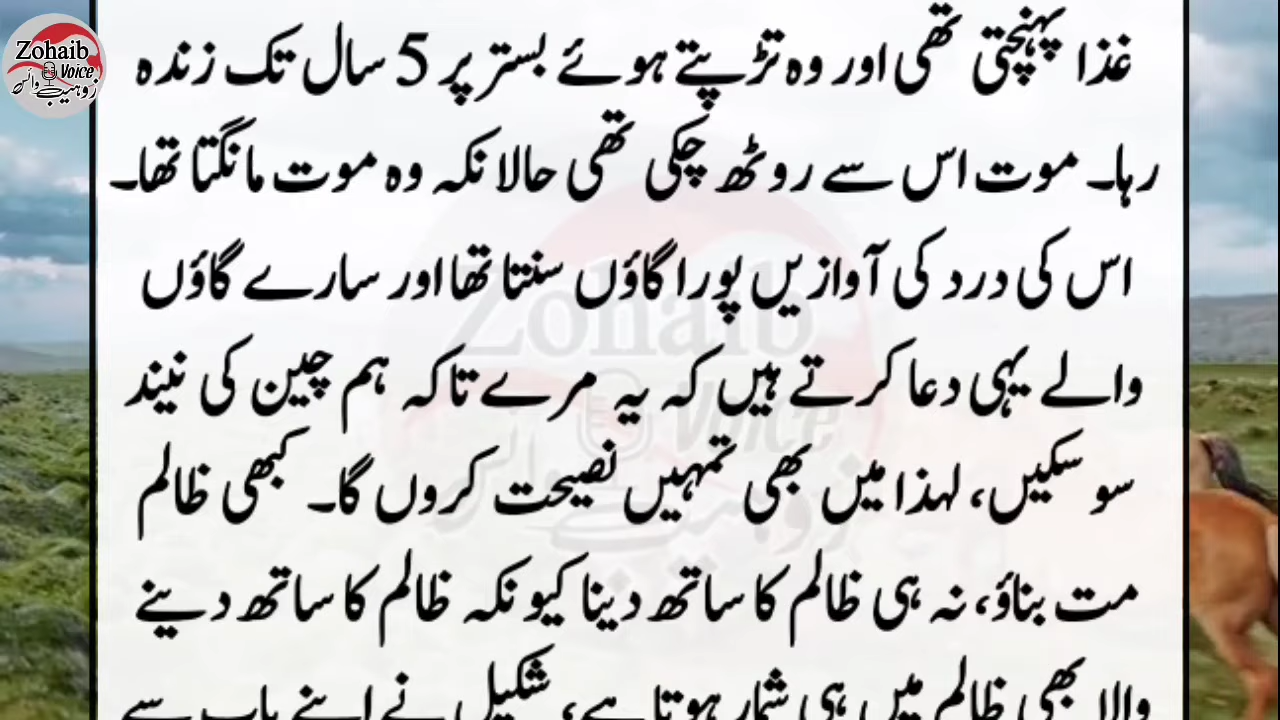 Zohaib
Voice
زوہیب وائس
غذا پہنچتی تھی اور وہ تڑپتے ہوئے بستر پر 5 سال تک زندہ
رہا۔ موت اس سے روٹھ چکی تھی حالانکہ وہ موت مانگتا تھا۔
اس کی درد کی آوازیں پورا گاؤں سنتا تھا اور سارے گاؤں
والے یہی دعا کرتے ہیں کہ یہ مرے تاکہ ہم چین کی نیند
سو سکیں، لہذا میں بھی تمہیں نصیحت کروں گا۔ کبھی ظالم
مت بناؤ، نہ ہی ظالم کا ساتھ دینا کیونکہ ظالم کا ساتھ دینے
والا بھی ظالم میں ہی شمار ہوتا ہے، شکیل نے اپنے باپ سے
Zohaib
Voice
زوہیب وائس